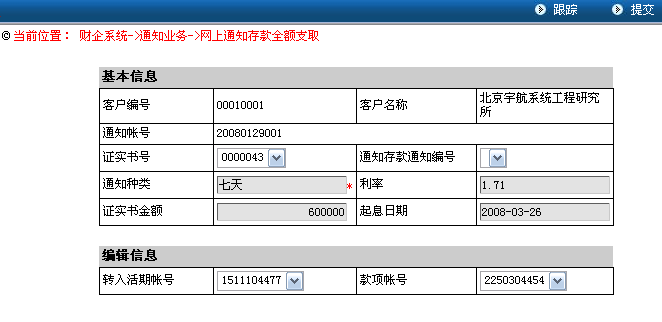 跟踪 提交
当前位置： 财企系统->通知业务->网上通知存款全额支取
基本信息
客户编号 00010001 客户名称 北京宇航系统工程研究
所
通知帐号 20080129001
证实书号 0000043 通知存款通知编号
通知种类 七天 * 利率 1.71
证实书金额 600000 起息日期 2008-03-26
编辑信息
转入活期帐号 1511104477 款项帐号 2250304454